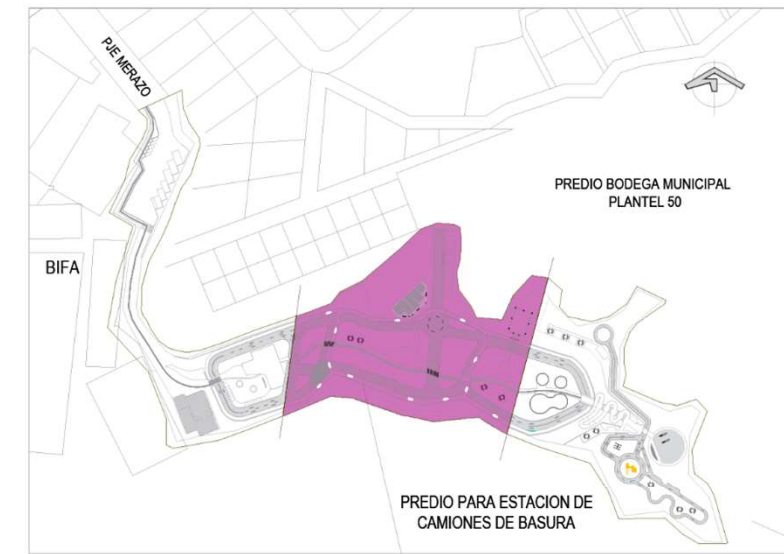 PJE MERAZO
PREDIO BODEGA MUNICIPAL
PLANTEL 50
BIFA
PREDIO PARA ESTACION DE
CAMIONES DE BASURA